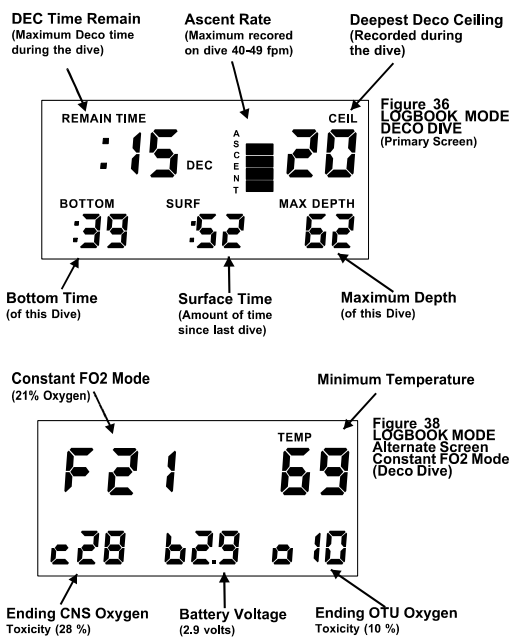 DEC Time Remain
(Maximum Deco time
during the dive)
Ascent Rate
(Maximum recored
on dive 40-49 fpm)
Deepest Deco Ceiling
(Recorded during
the dive)
REMAIN TIME
:15 DEC
ASCENT
CEIL
20
BOTTOM
:39
SURF
:52
MAX DEPTH
62
Figure 36
LOGBOOK MODE
DECO DIVE
(Primary Screen)
Bottom Time
(of this Dive)
Surface Time
(Amount of time
since last dive)
Maximum Depth
(of this Dive)
Constant FO2 Mode
(21% Oxygen)
Minimum Temperature
F21
TEMP
69
c28
b2.9
o 10
Figure 38
LOGBOOK MODE
Alternate Screen
Constant FO2 Mode
(Deco Dive)
Ending CNS Oxygen
Toxicity (28 %)
Battery Voltage
(2.9 volts)
Ending OTU Oxygen
Toxicity (10 %)